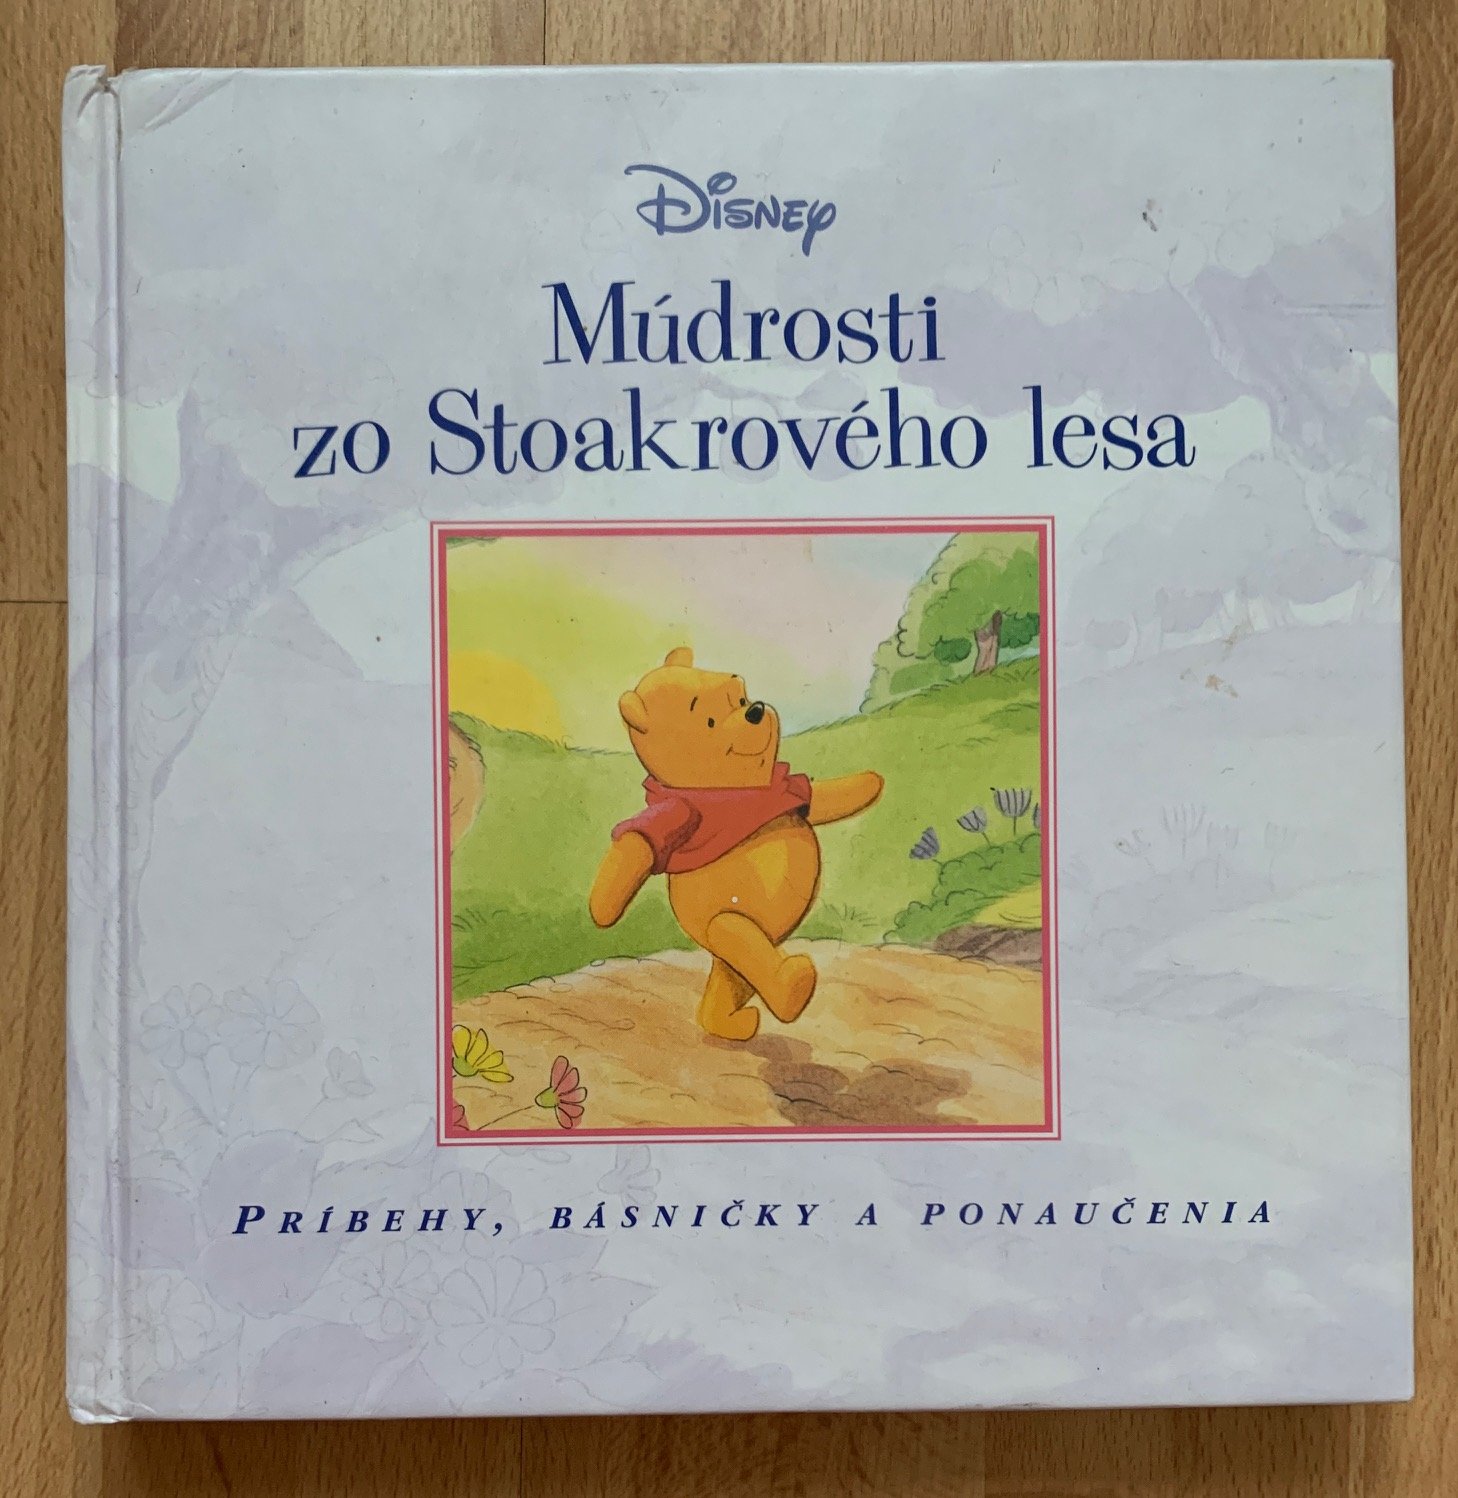 Disney
Múdrosti
zo Stoakrového lesa
Príbehy, básničky a ponaučenia